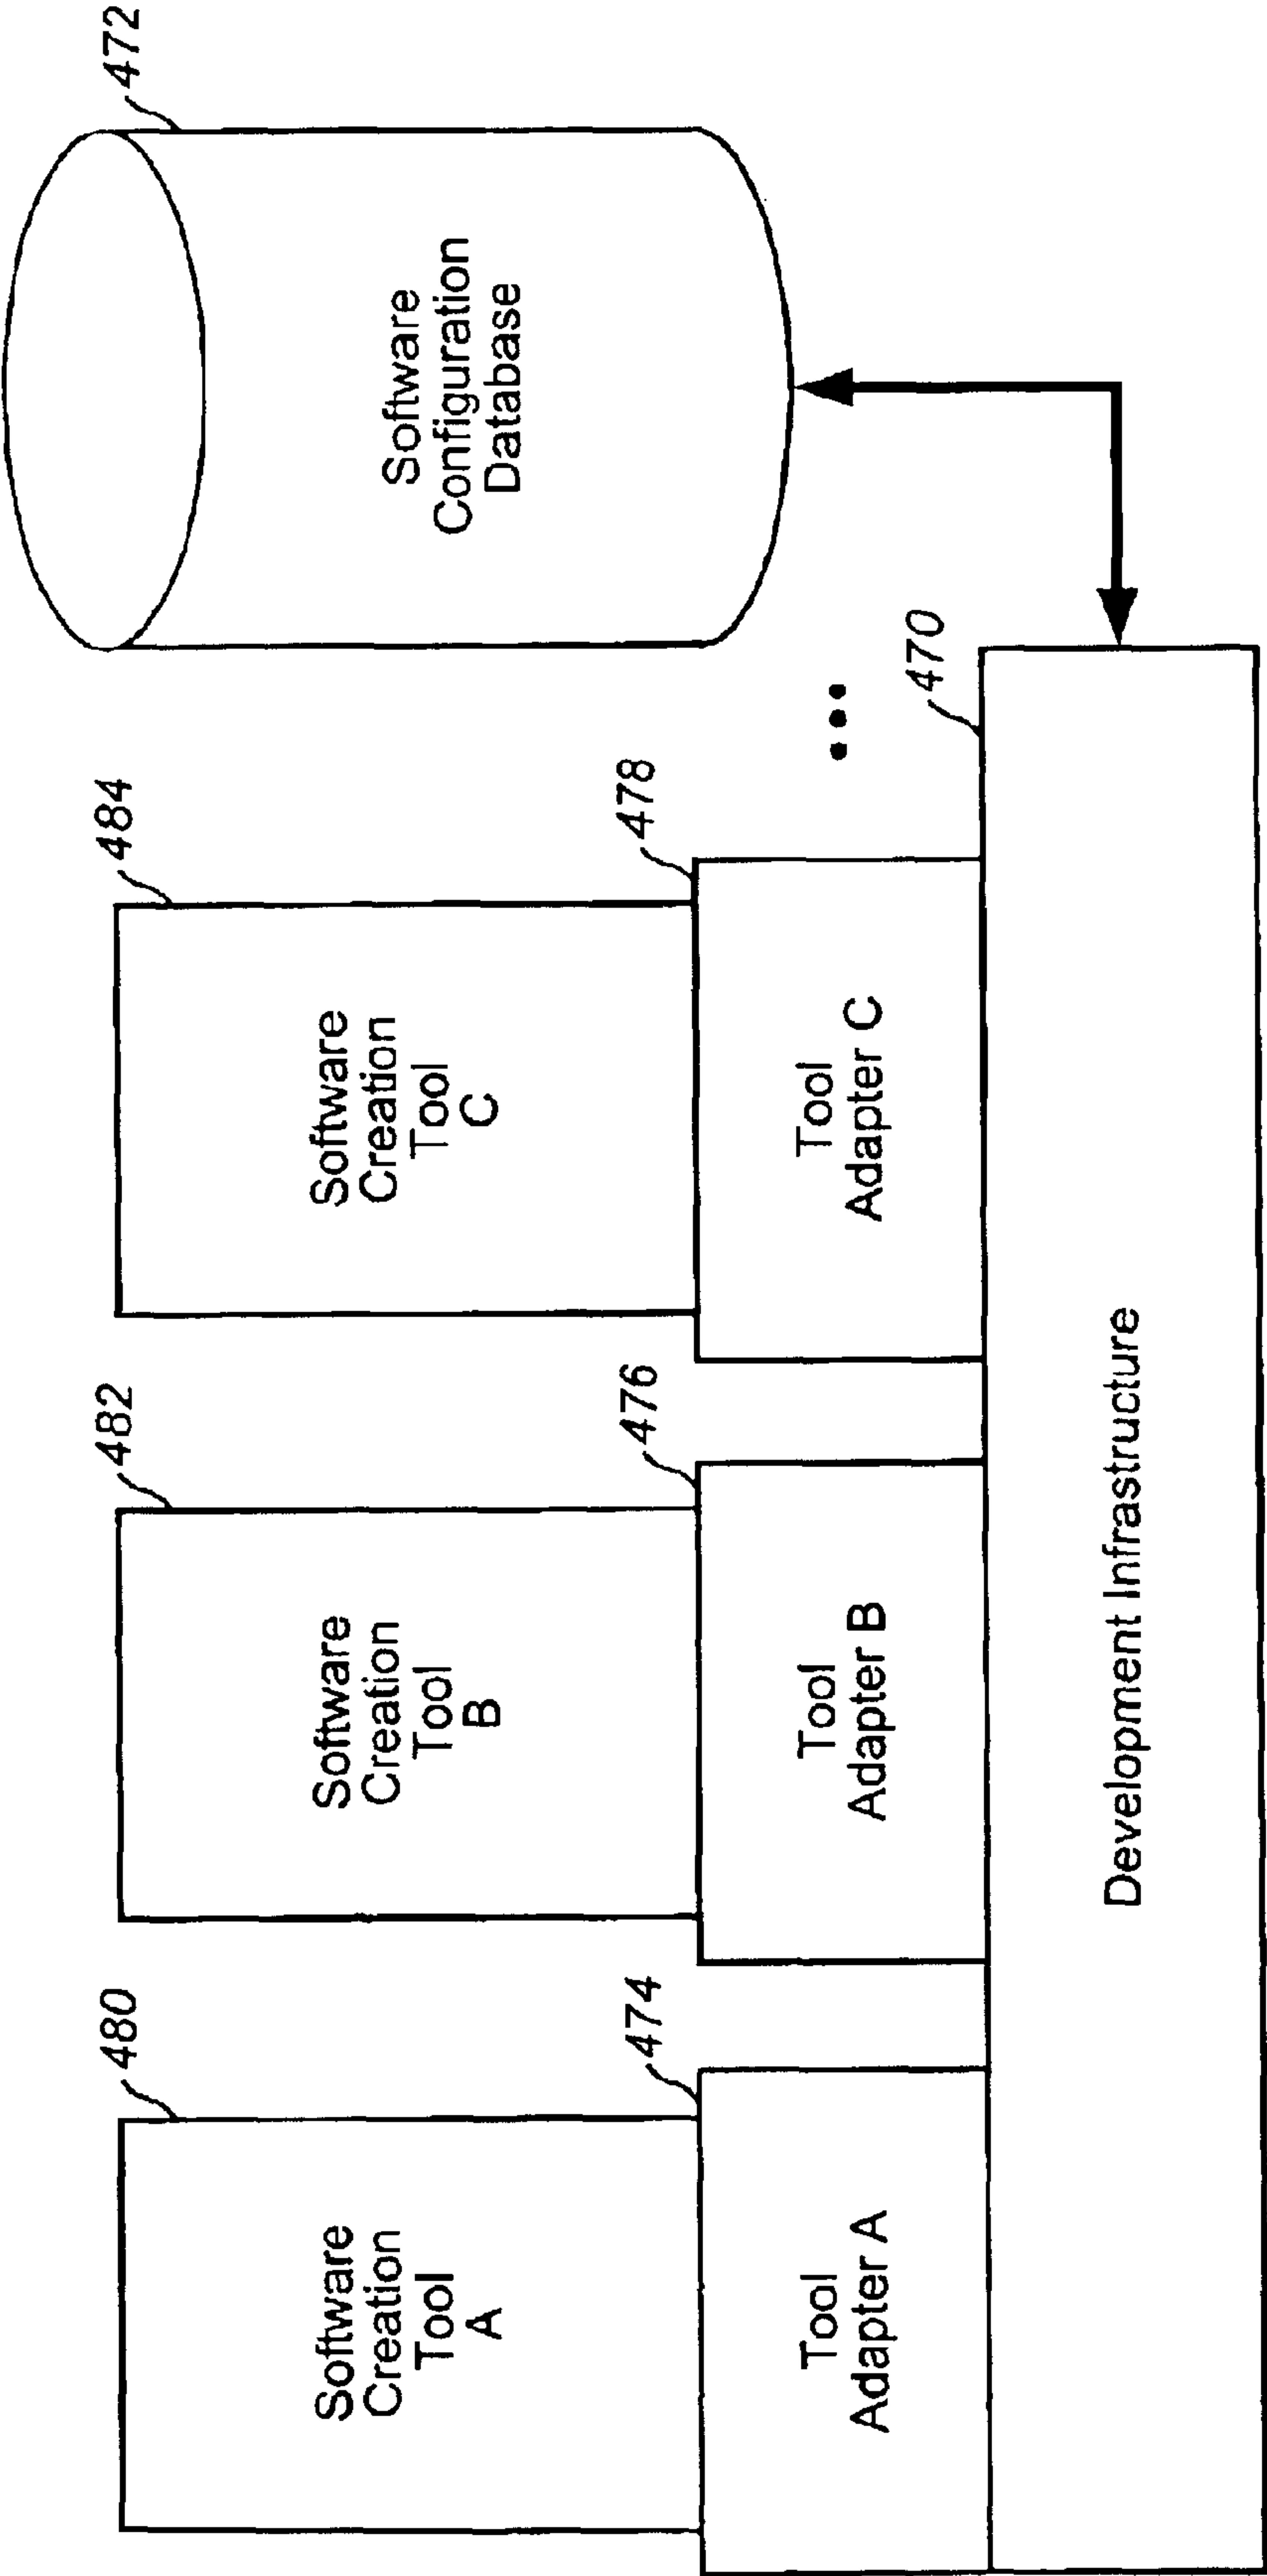 480
Software
Creation
Tool
A
482
Software
Creation
Tool
B
484
Software
Creation
Tool
C
472
Software
Configuration
Database
474
Tool
Adapter A
476
Tool
Adapter B
478
Tool
Adapter C
...
470
Development Infrastructure